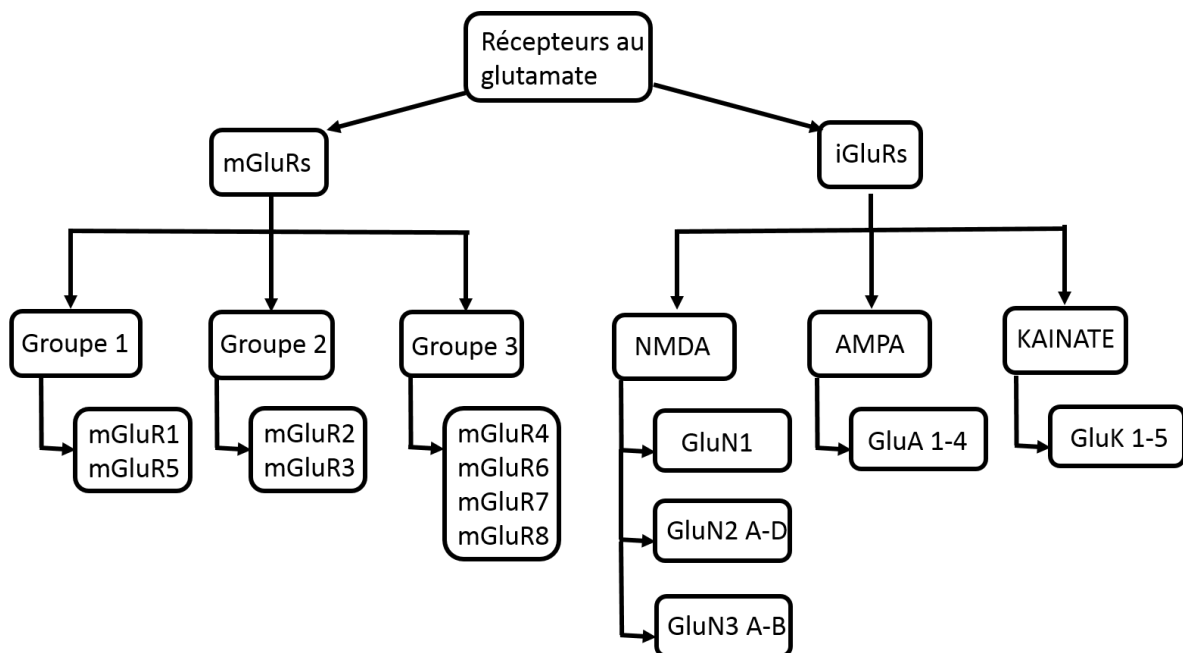 Récepteurs au
glutamate
mGluRs
iGluRs
Groupe 1
Groupe 2
Groupe 3
NMDA
AMPA
KAINATE
mGluR1
mGluR5
mGluR2
mGluR3
mGluR4
mGluR6
mGluR7
mGluR8
GluN1
GluA 1-4
GluK 1-5
GluN2 A-D
GluN3 A-B